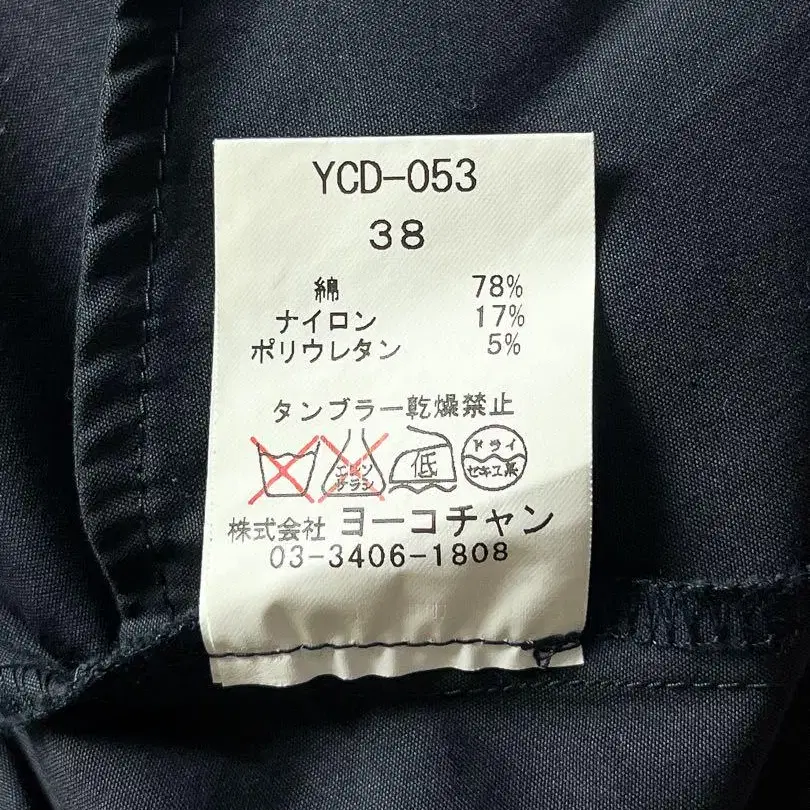 YCD-053
38
綿 78%
ナイロン 17%
ポリウレタン 5%
タンブラー乾燥禁止
エンソ サラシ 低 ドライ セキユ系
株式会社 ヨーコチャン
03-3406-1808